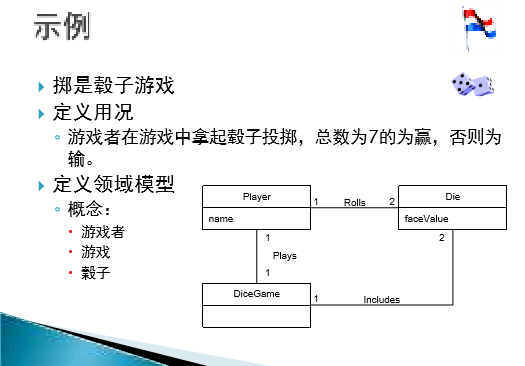 示例
掷是骰子游戏
定义用况
游戏者在游戏中拿起骰子投掷，总数为7的为赢，否则为
输。
定义领域模型
概念：
游戏者
游戏
骰子
Player
name
1
Rolls
2
Die
faceValue
1
Plays
1
2
DiceGame
1
Includes